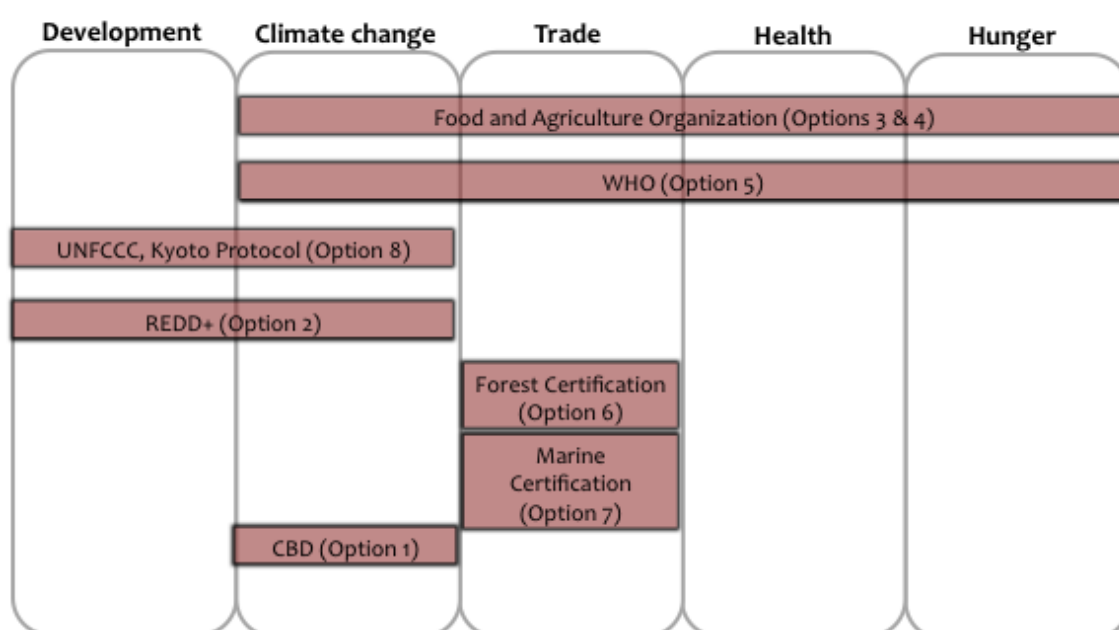 Development Climate change Trade Health Hunger
Food and Agriculture Organization (Options 3 & 4)
WHO (Option 5)
UNFCCC, Kyoto Protocol (Option 8)
REDD+ (Option 2)
Forest Certification
(Option 6)
Marine
Certification
(Option 7)
CBD (Option 1)